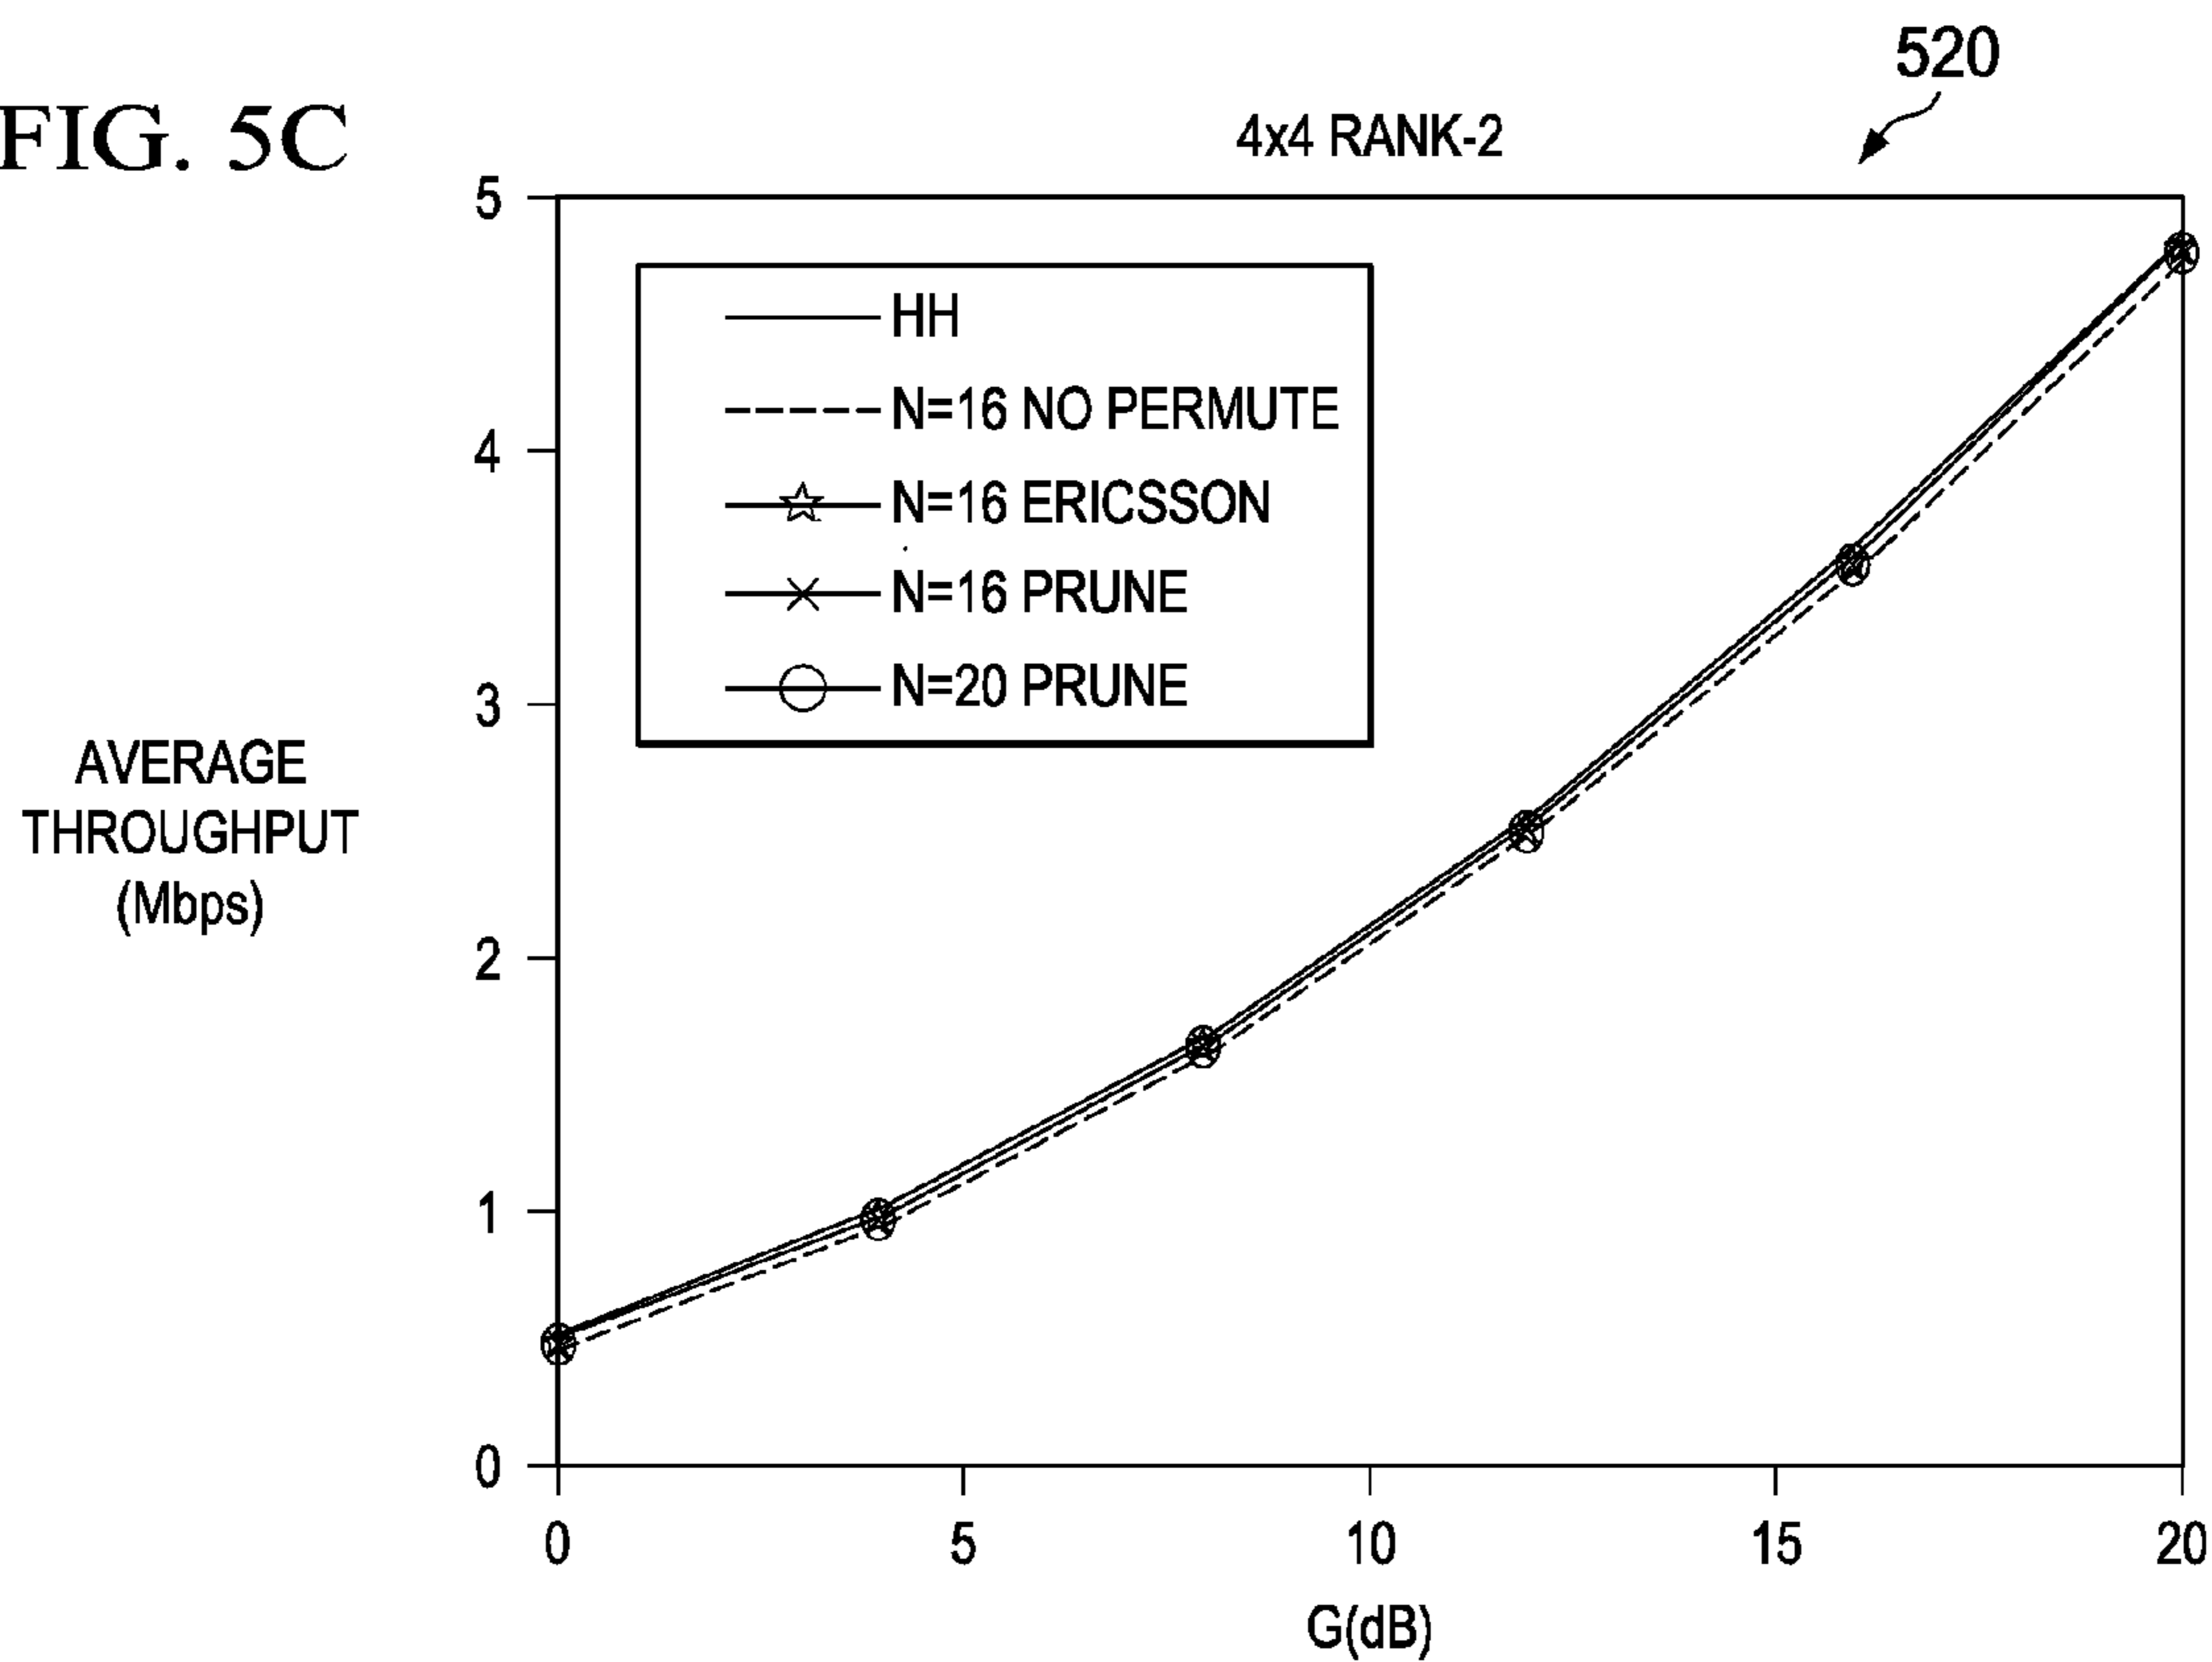 520
FIG. 5C
4x4 RANK-2
5
4
3
2
1
0
HH
N=16 NO PERMUTE
N=16 ERICSSON
N=16 PRUNE
N=20 PRUNE
AVERAGE
THROUGHPUT
(Mbps)
0 5 10 15 20
G(dB)